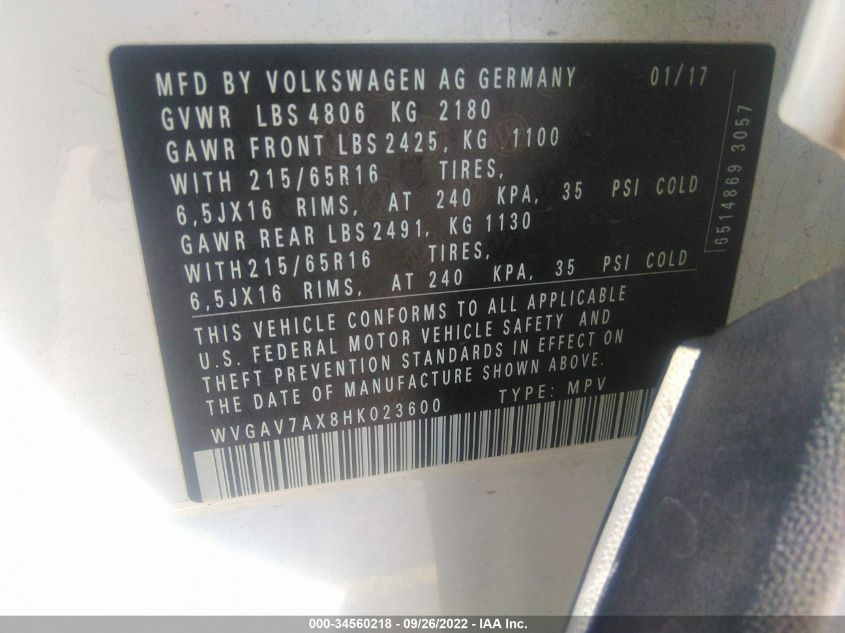 MFD BY VOLKSWAGEN AG GERMANY 01/17
GVWR LBS 4806 KG 2180
GAWR FRONT LBS2425, KG 1100
WITH 215/65R16 TIRES,
6,5JX16 RIMS, AT 240 KPA, 35 PSI COLD
GAWR REAR LBS2491, KG 1130
WITH215/65R16 TIRES,
6,5JX16 RIMS, AT 240 KPA, 35 PSI COLD
THIS VEHICLE CONFORMS TO ALL APPLICABLE
U.S. FEDERAL MOTOR VEHICLE SAFETY AND
THEFT PREVENTION STANDARDS IN EFFECT ON
THE DATE OF MANUFACTURE SHOWN ABOVE.
WVGAV7AX8HK023600 TYPE: MPV
6514869 3057
000-34560218 - 09/26/2022 - IAA Inc.